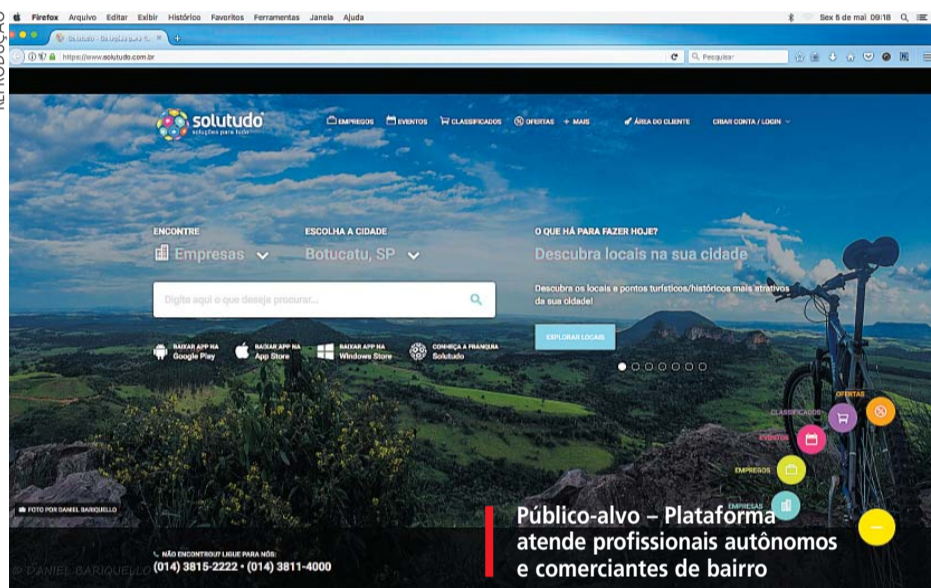 REPRODUÇÃO
Firefox Arquivo Editar Exibir Histórico Favoritos Ferramentas Janela Ajuda
Sex 5 de mai 09:18
https://www.solutudo.com.br
Pesquisar
solutudo
soluções para tudo
EMPREGOS EVENTOS CLASSIFICADOS OFERTAS + MAIS ÁREA DO CLIENTE CRIAR CONTA / LOGIN
ENCONTRE
Empresas
ESCOLHA A CIDADE
Botucatu, SP
Digite aqui o que deseja procurar...
BAIXAR APP NA
Google Play
BAIXAR APP NA
App Store
BAIXAR APP NA
Windows Store
CONHEÇA A FRANQUIA
Solutudo
O QUE HÁ PARA FAZER HOJE?
Descubra locais na sua cidade
Descubra os locais e pontos turísticos/históricos mais atrativos
da sua cidade!
EXPLORAR LOCAIS
OFERTAS
CLASSIFICADOS
EVENTOS
EMPREGOS
EMPRESAS
FOTO POR DANIEL BARIQUELLO
NÃO ENCONTROU? LIGUE PARA NÓS:
(014) 3815-2222 • (014) 3811-4000
© DANIEL BARIQUELLO
Público-alvo – Plataforma
atende profissionais autônomos
e comerciantes de bairro